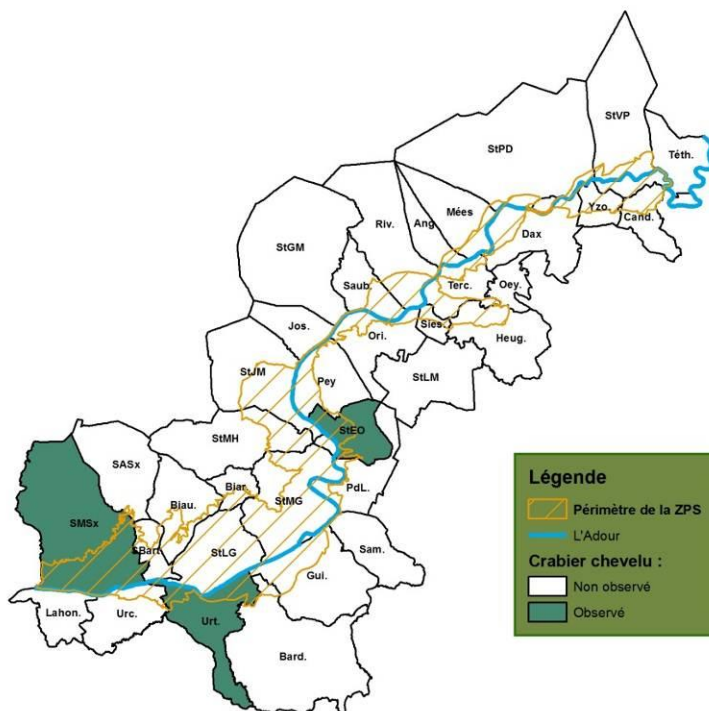 StVP
StPD
Téth.
Mées
Riv.
Ang
Yzo.
Cand.
Dax
StGM
Saub.
Terc.
Oey.
Jos.
Ori.
Sies.
Heug.
StJM
Pey
StLM
StEO
StMH
SASx
Biar
StMG
PdL.
Biau.
SMSx
SBart
StLG
Sam.
Gui.
Lahon.
Urc.
Urt.
Bard.
Légende
Périmètre de la ZPS
L'Adour
Crabier chevelu :
Non observé
Observé